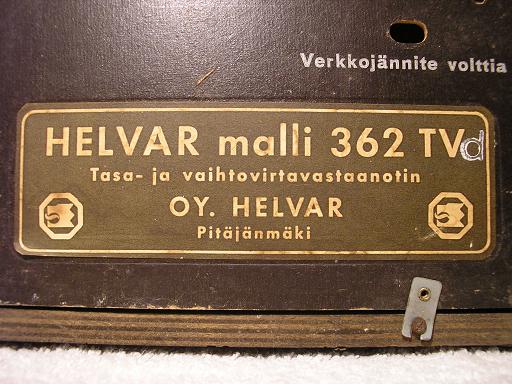 Verkkojännite volttia
HELVAR malli 362 TVd
Tasa- ja vaihtovirtavastaanotin
OY. HELVAR
Pitäjänmäki